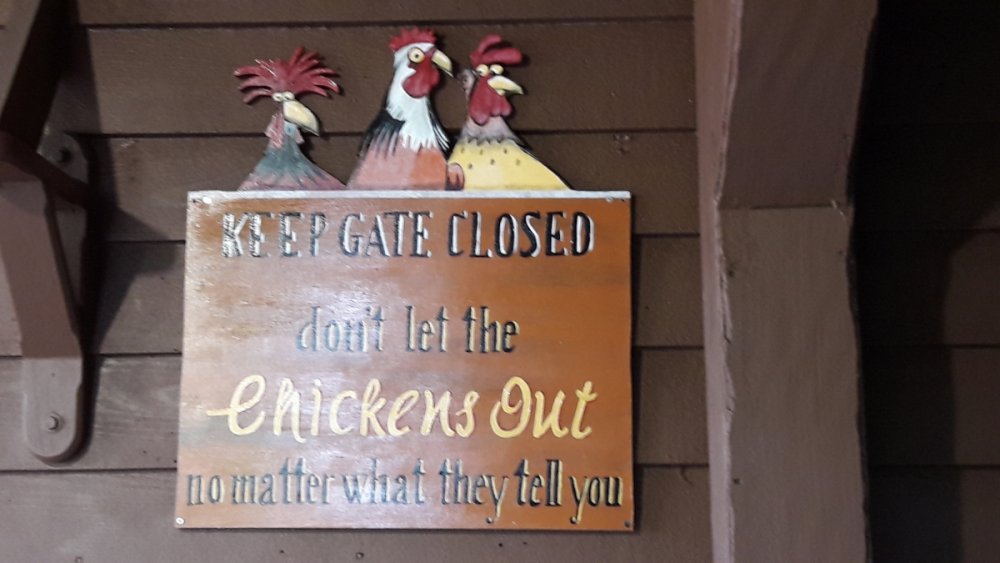 KEEP GATE CLOSED
don't let the
Chickens Out
no matter what they tell you